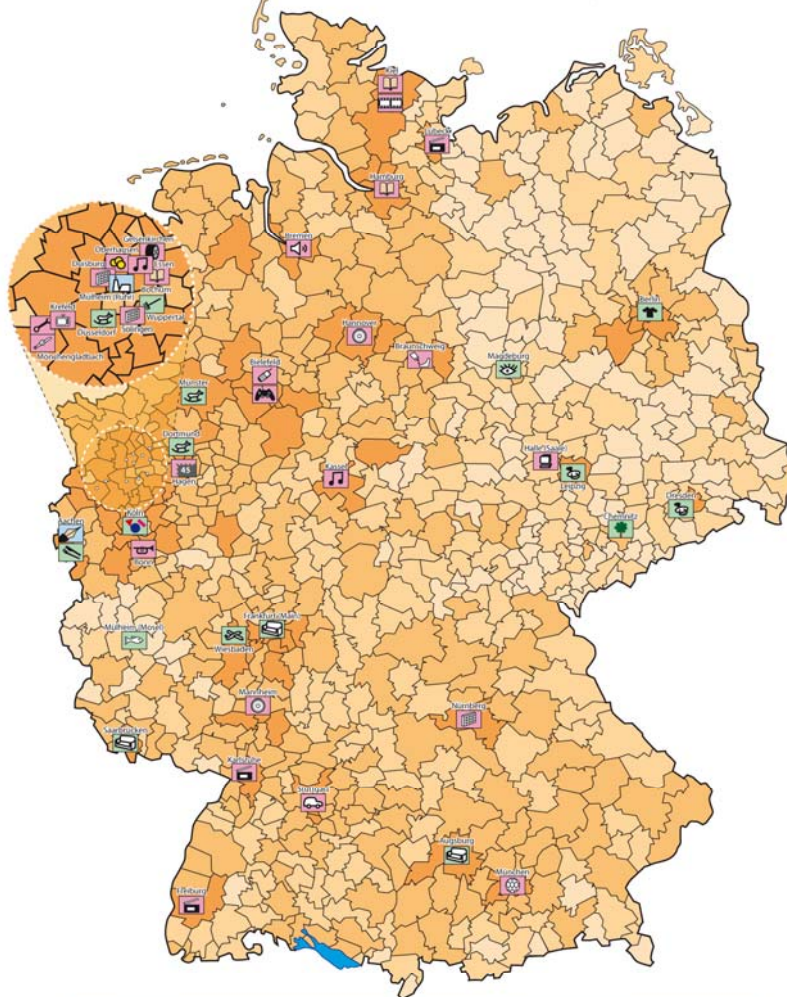 Kiel
Lübeck
Hamburg
Bremen
Gelsenkirchen
Oberhausen
Duisburg
Essen
Bochum
Mülheim (Ruhr)
Krefeld
Wuppertal
Düsseldorf
Solingen
Mönchengladbach
Berlin
Hannover
Braunschweig
Magdeburg
Bielefeld
Münster
Dortmund
45
Hagen
Kassel
Halle (Saale)
Leipzig
Dresden
Chemnitz
Köln
Aachen
Bonn
Frankfurt (Main)
Mülheim (Mosel)
Wiesbaden
Mannheim
Nürnberg
Saarbrücken
Karlsruhe
Stuttgart
Augsburg
München
Freiburg